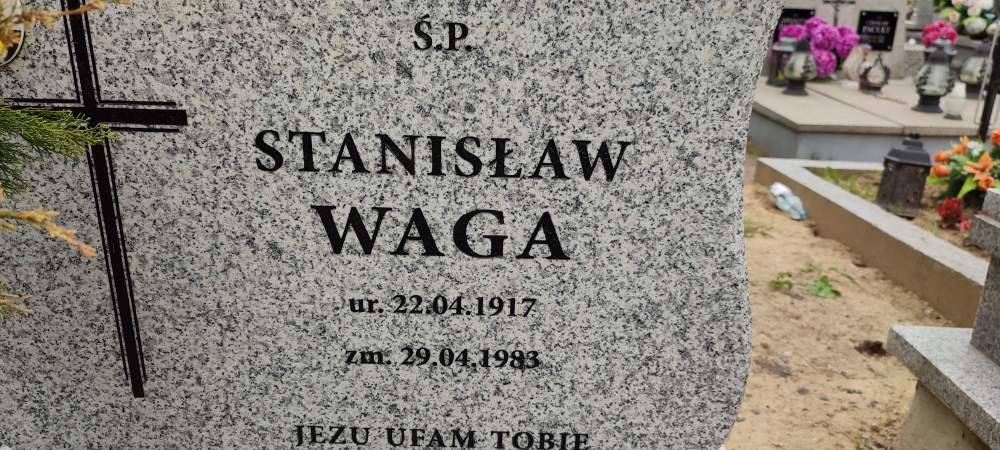 Ś.P.
STANISŁAW
WAGA
ur. 22.04.1917
zm. 29.04.1983
JEZU UFAM TOBIE